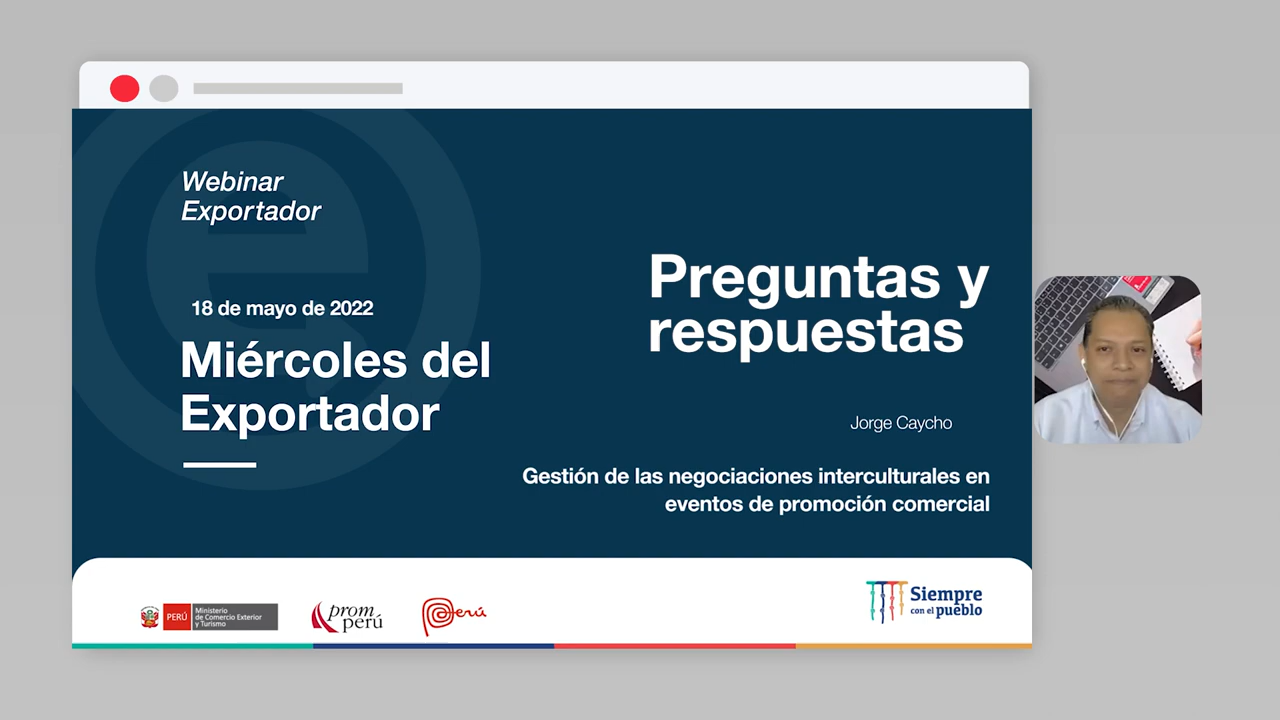 Webinar
Exportador
18 de mayo de 2022
Miércoles del
Exportador
Preguntas y
respuestas
Jorge Caycho
Gestión de las negociaciones interculturales en
eventos de promoción comercial
PERÚ
Ministerio
de Comercio Exterior
y Turismo
prom
perú
Perú
Siempre
con el pueblo